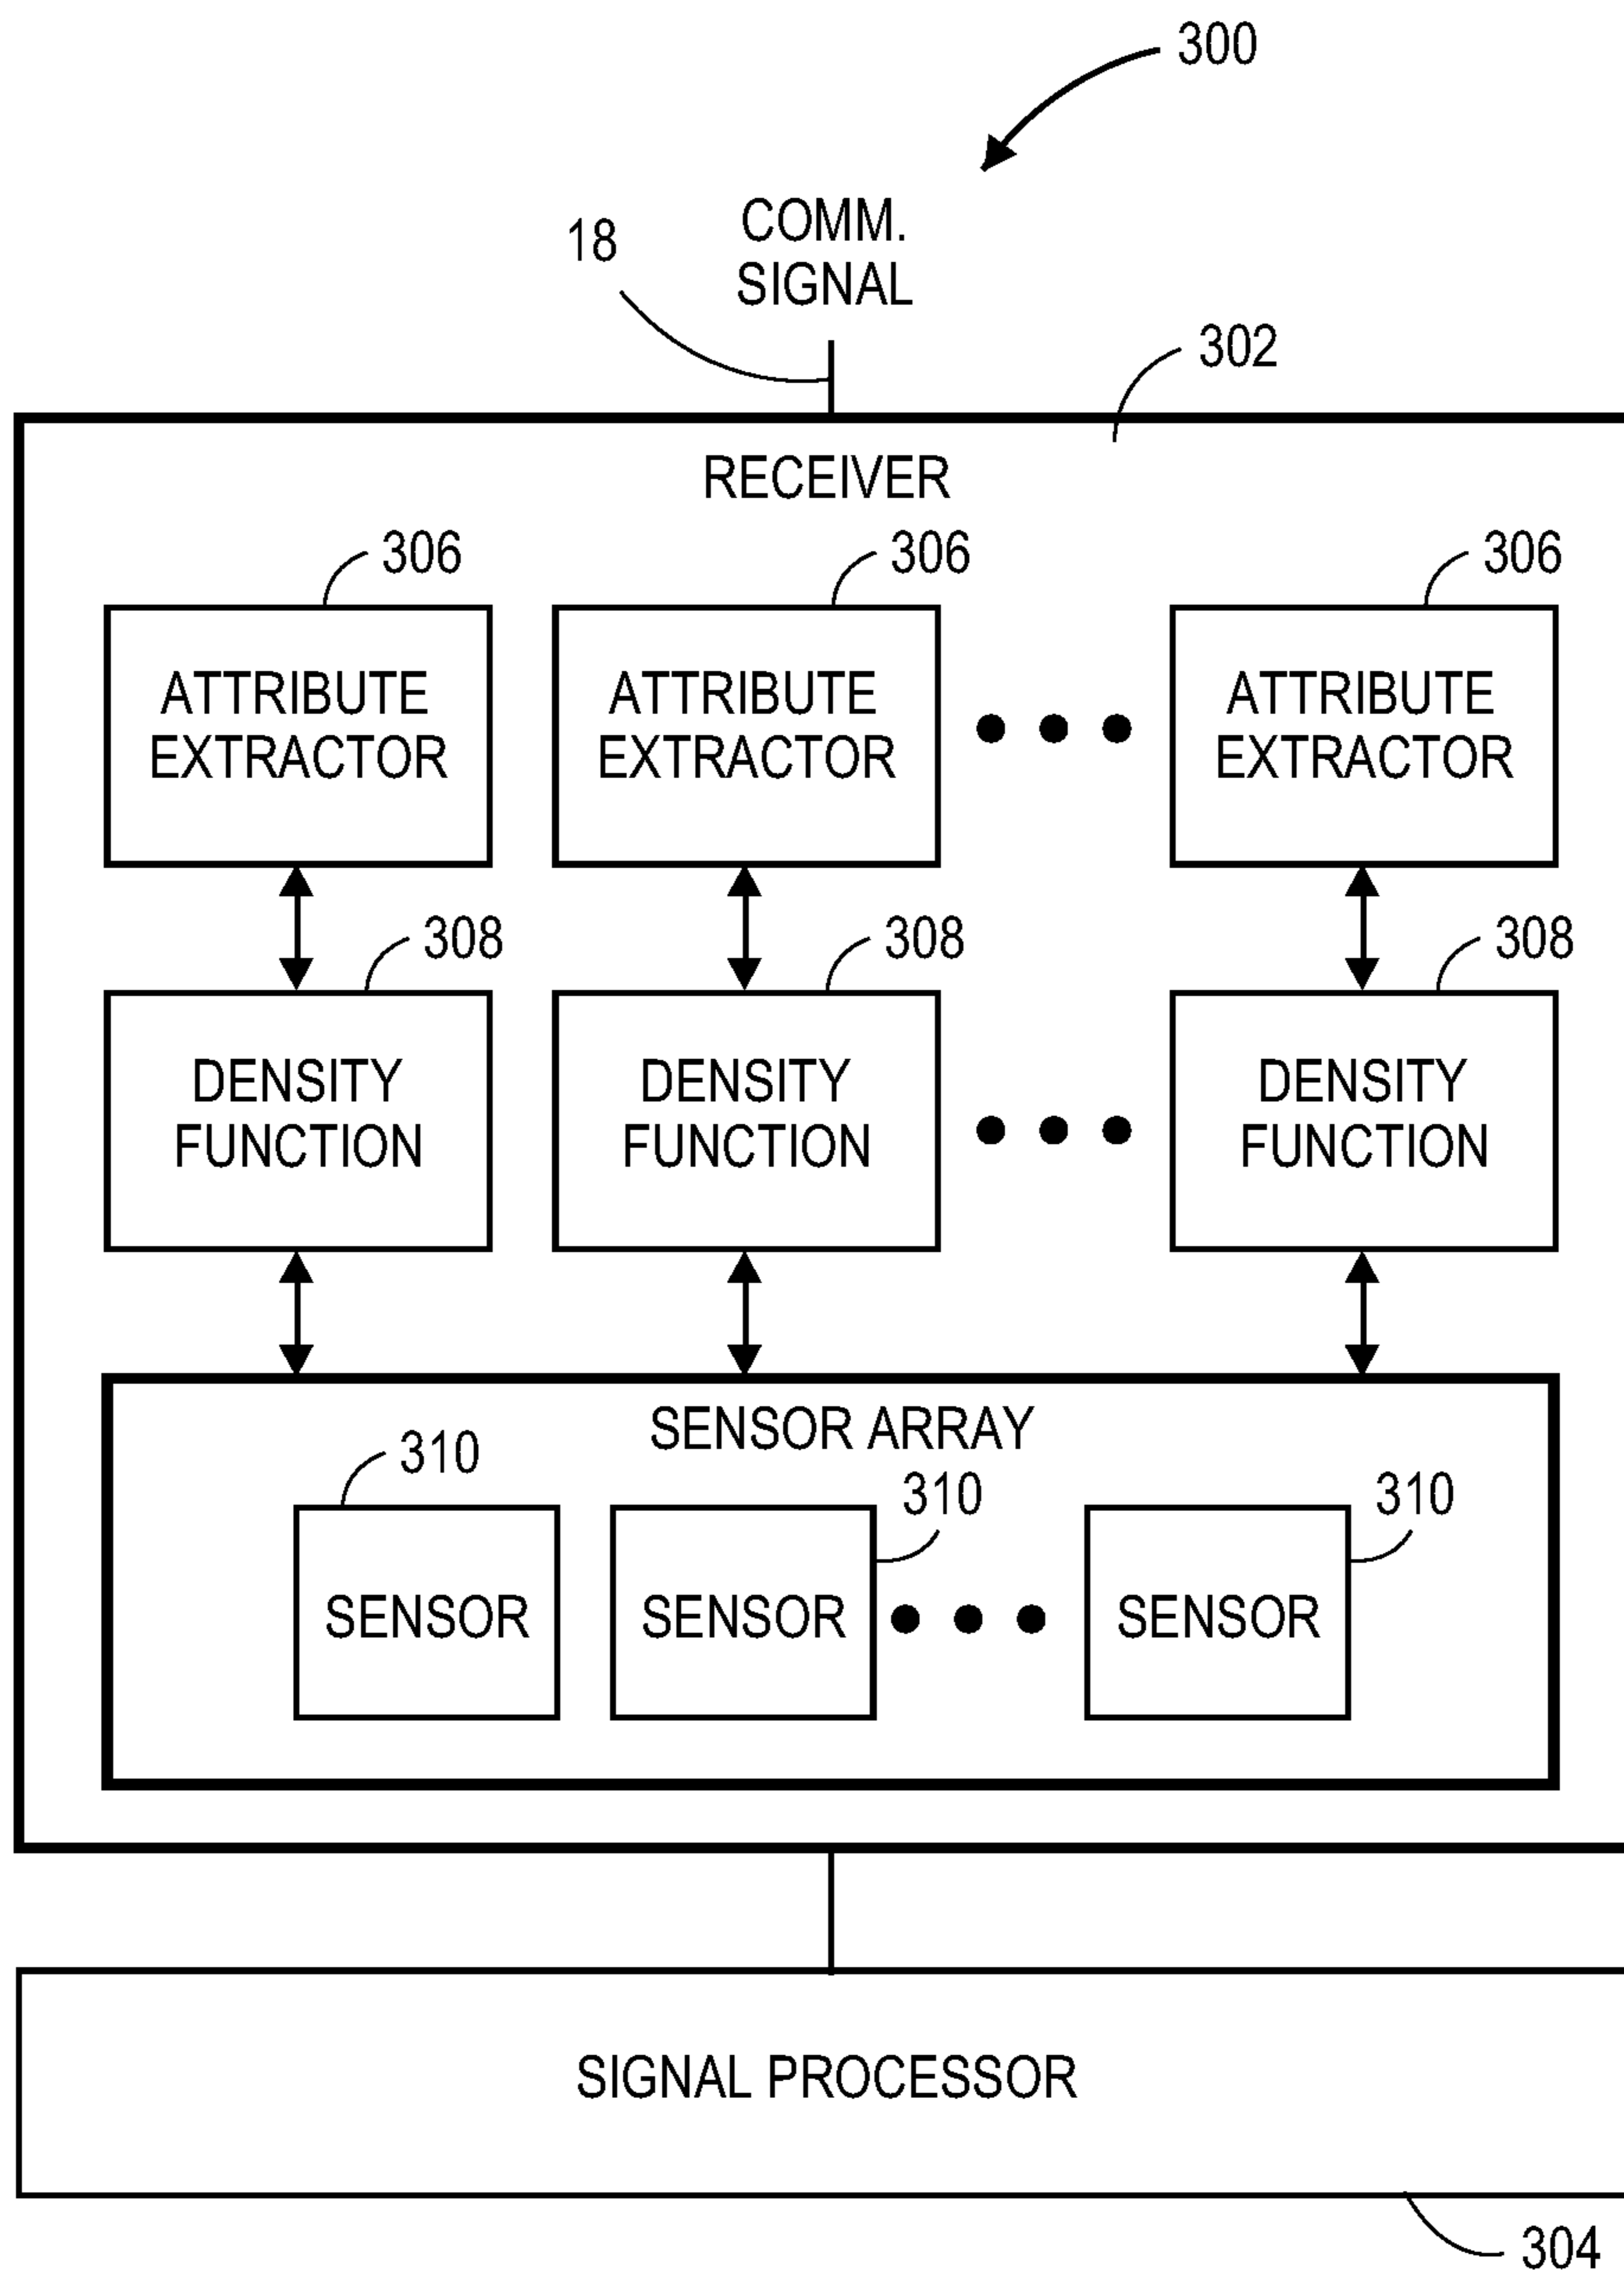 300
COMM.
SIGNAL
18
302
RECEIVER
306 306 306
ATTRIBUTE EXTRACTOR
ATTRIBUTE EXTRACTOR
ATTRIBUTE EXTRACTOR
308 308 308
DENSITY FUNCTION
DENSITY FUNCTION
DENSITY FUNCTION
SENSOR ARRAY
310 310 310
SENSOR SENSOR SENSOR
SIGNAL PROCESSOR
304